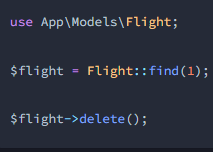 use App\Models\Flight;
$flight = Flight::find(1);
$flight->delete();